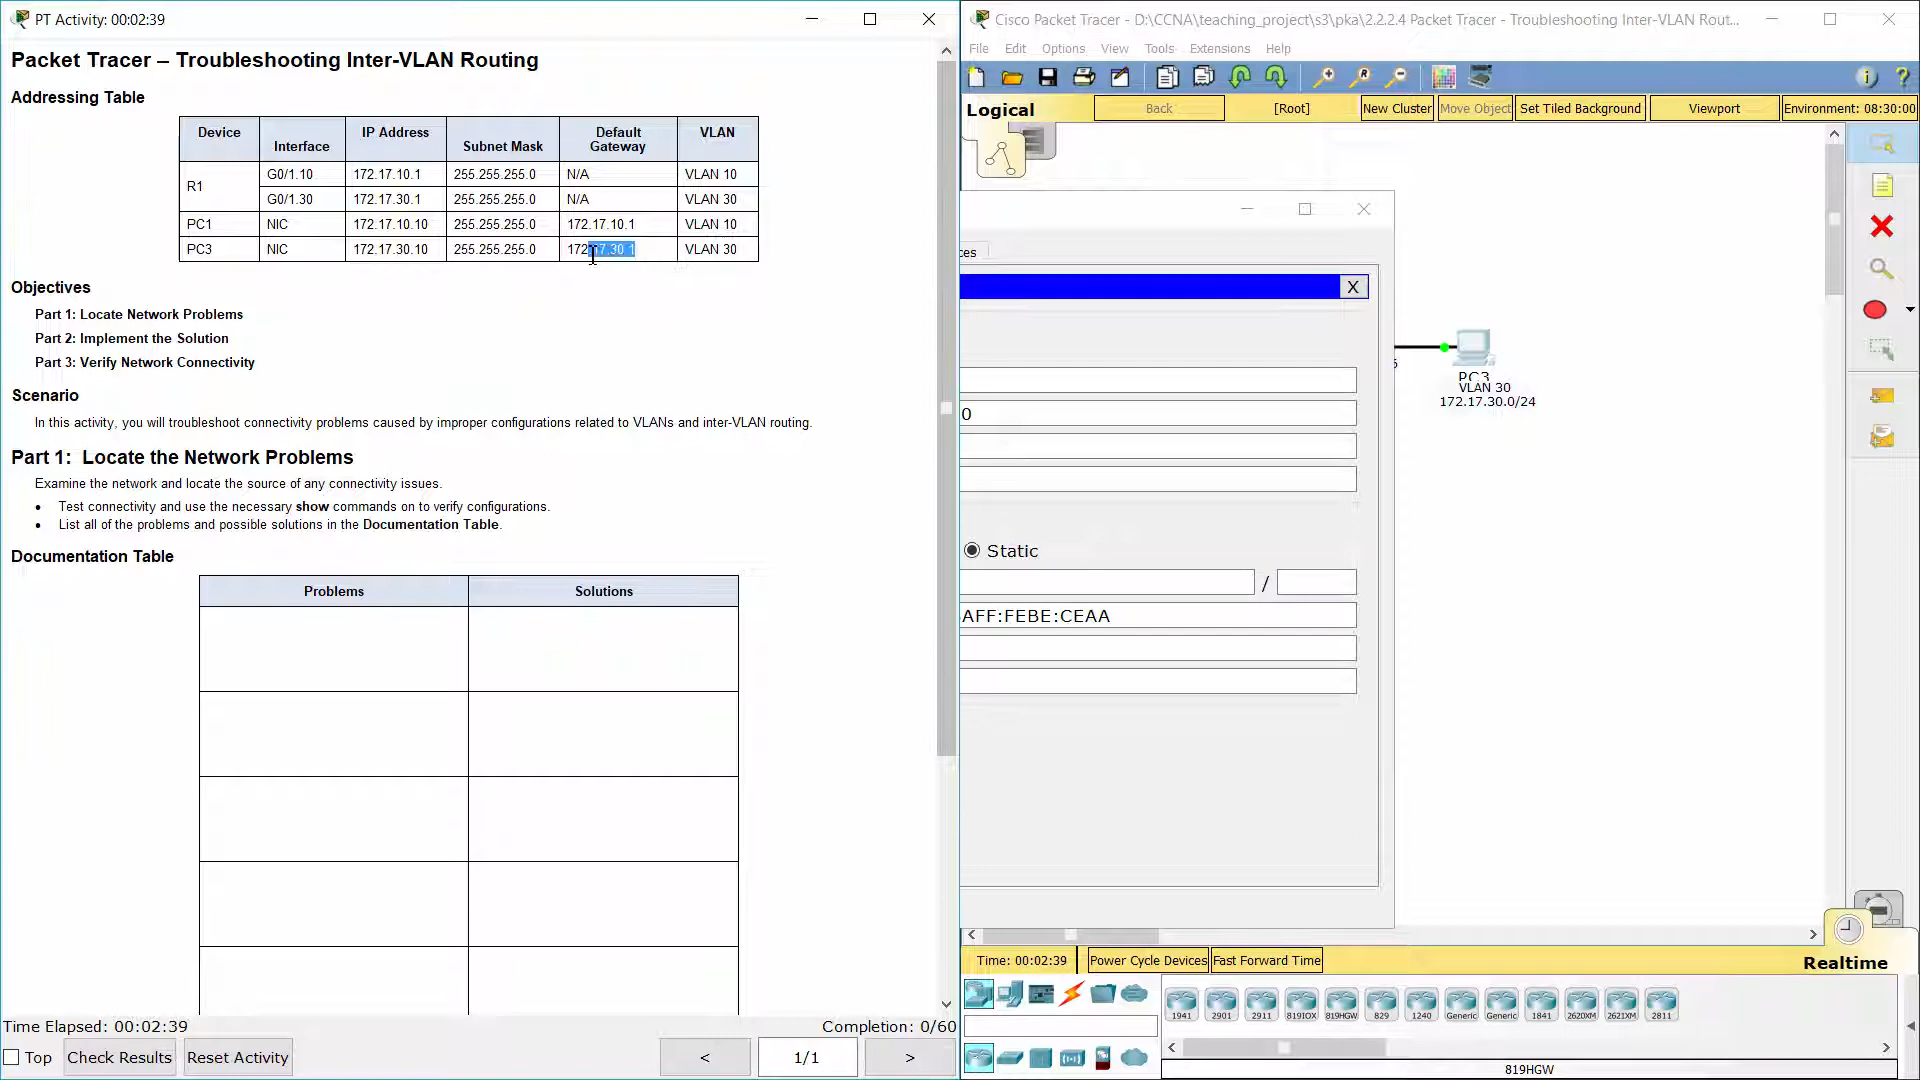 PT Activity: 00:02:39
Packet Tracer – Troubleshooting Inter-VLAN Routing
Addressing Table
Device Interface IP Address Subnet Mask Default Gateway VLAN
R1 G0/1.10 172.17.10.1 255.255.255.0 N/A VLAN 10
G0/1.30 172.17.30.1 255.255.255.0 N/A VLAN 30
PC1 NIC 172.17.10.10 255.255.255.0 172.17.10.1 VLAN 10
PC3 NIC 172.17.30.10 255.255.255.0 172.17.30.1 VLAN 30
Objectives
Part 1: Locate Network Problems
Part 2: Implement the Solution
Part 3: Verify Network Connectivity
Scenario
In this activity, you will troubleshoot connectivity problems caused by improper configurations related to VLANs and inter-VLAN routing.
Part 1: Locate the Network Problems
Examine the network and locate the source of any connectivity issues.
• Test connectivity and use the necessary show commands on to verify configurations.
• List all of the problems and possible solutions in the Documentation Table.
Documentation Table
Problems Solutions
Time Elapsed: 00:02:39 Completion: 0/60
Top Check Results Reset Activity < 1/1 >
Cisco Packet Tracer - D:\CCNA\teaching_project\s3\pka\2.2.2.4 Packet Tracer - Troubleshooting Inter-VLAN Rout...
File Edit Options View Tools Extensions Help
Logical Back [Root] New Cluster Move Object Set Tiled Background Viewport Environment: 08:30:00
ces
X
0
Static
/
AFF:FEBE:CEAA
PC3
VLAN 30
172.17.30.0/24
Time: 00:02:39 Power Cycle Devices Fast Forward Time
Realtime
1941 2901 2911 819IOX 819HGW 829 1240 Generic Generic 1841 2620XM 2621XM 2811
819HGW